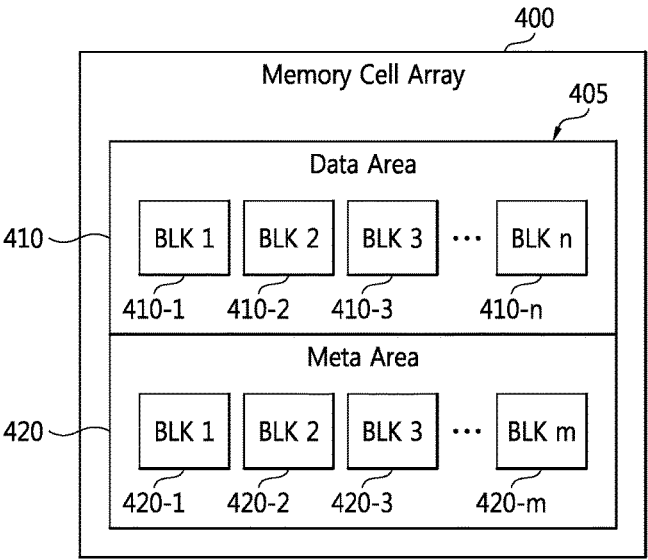 400
Memory Cell Array
405
Data Area
410
BLK 1 BLK 2 BLK 3 ··· BLK n
410-1 410-2 410-3 410-n
Meta Area
420
BLK 1 BLK 2 BLK 3 ··· BLK m
420-1 420-2 420-3 420-m